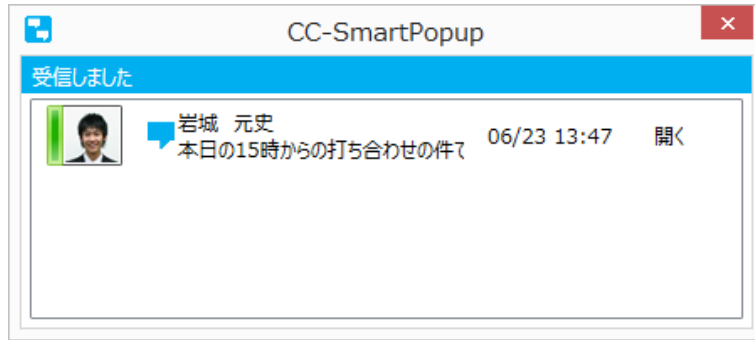 CC-SmartPopup
受信しました
岩城　元史
本日の15時からの打ち合わせの件で
06/23 13:47
開く